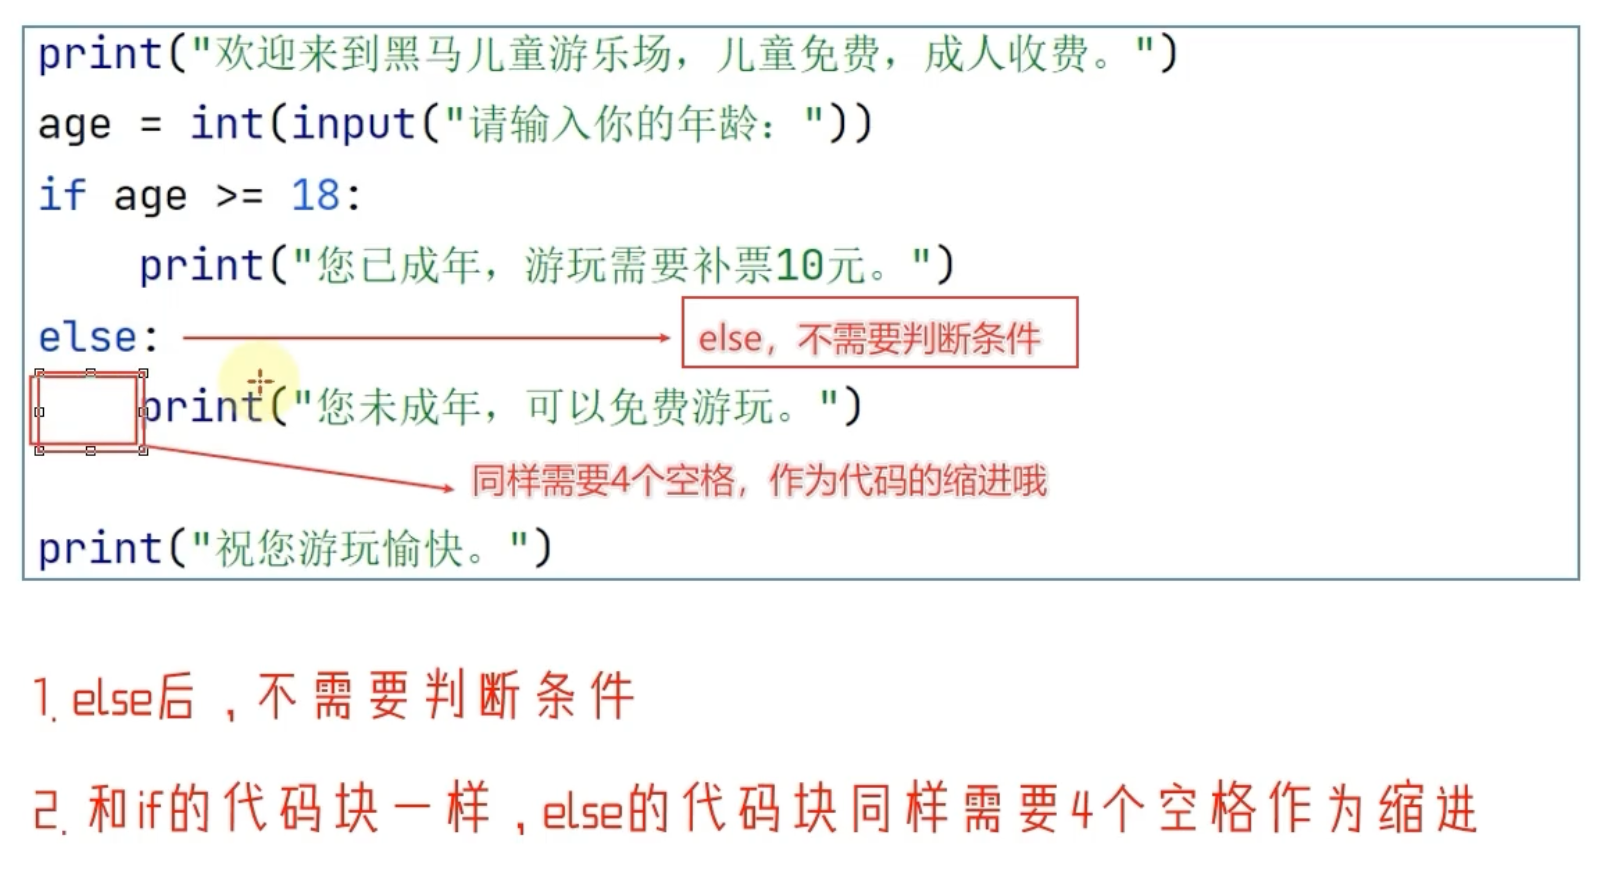 print("欢迎来到黑马儿童游乐场，儿童免费，成人收费。")
age = int(input("请输入你的年龄："))
if age >= 18:
    print("您已成年，游玩需要补票10元。")
else:
else，不需要判断条件
    print("您未成年，可以免费游玩。")
同样需要4个空格，作为代码的缩进哦
print("祝您游玩愉快。")
1. else后，不需要判断条件
2. 和if的代码块一样，else的代码块同样需要4个空格作为缩进